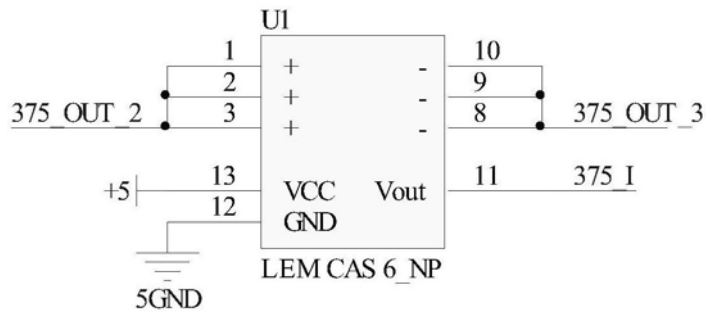 U1
1 + - 10
2 + - 9
375_OUT_2 3 + - 8 375_OUT_3
+5 13 VCC Vout 11 375_I
12 GND
LEM CAS 6_NP
5GND